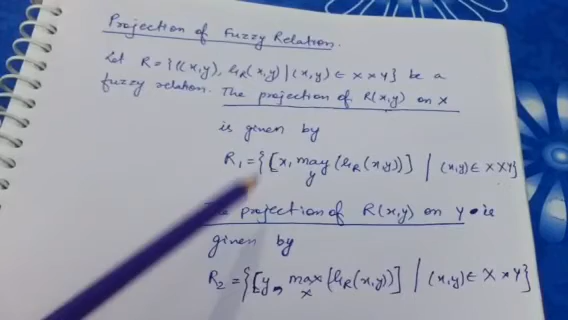 Projection of Fuzzy Relation.
Let R = {((x,y), μR(x,y) | (x,y) ∈ X × Y} be a
fuzzy relation. The projection of R(x,y) on X
is given by
R1 = {[x, max (μR(x,y))] | (x,y) ∈ X × Y}
y
The projection of R(x,y) on Y is
given by
R2 = {[y, max {μR(x,y)] | (x,y) ∈ X × Y}
x